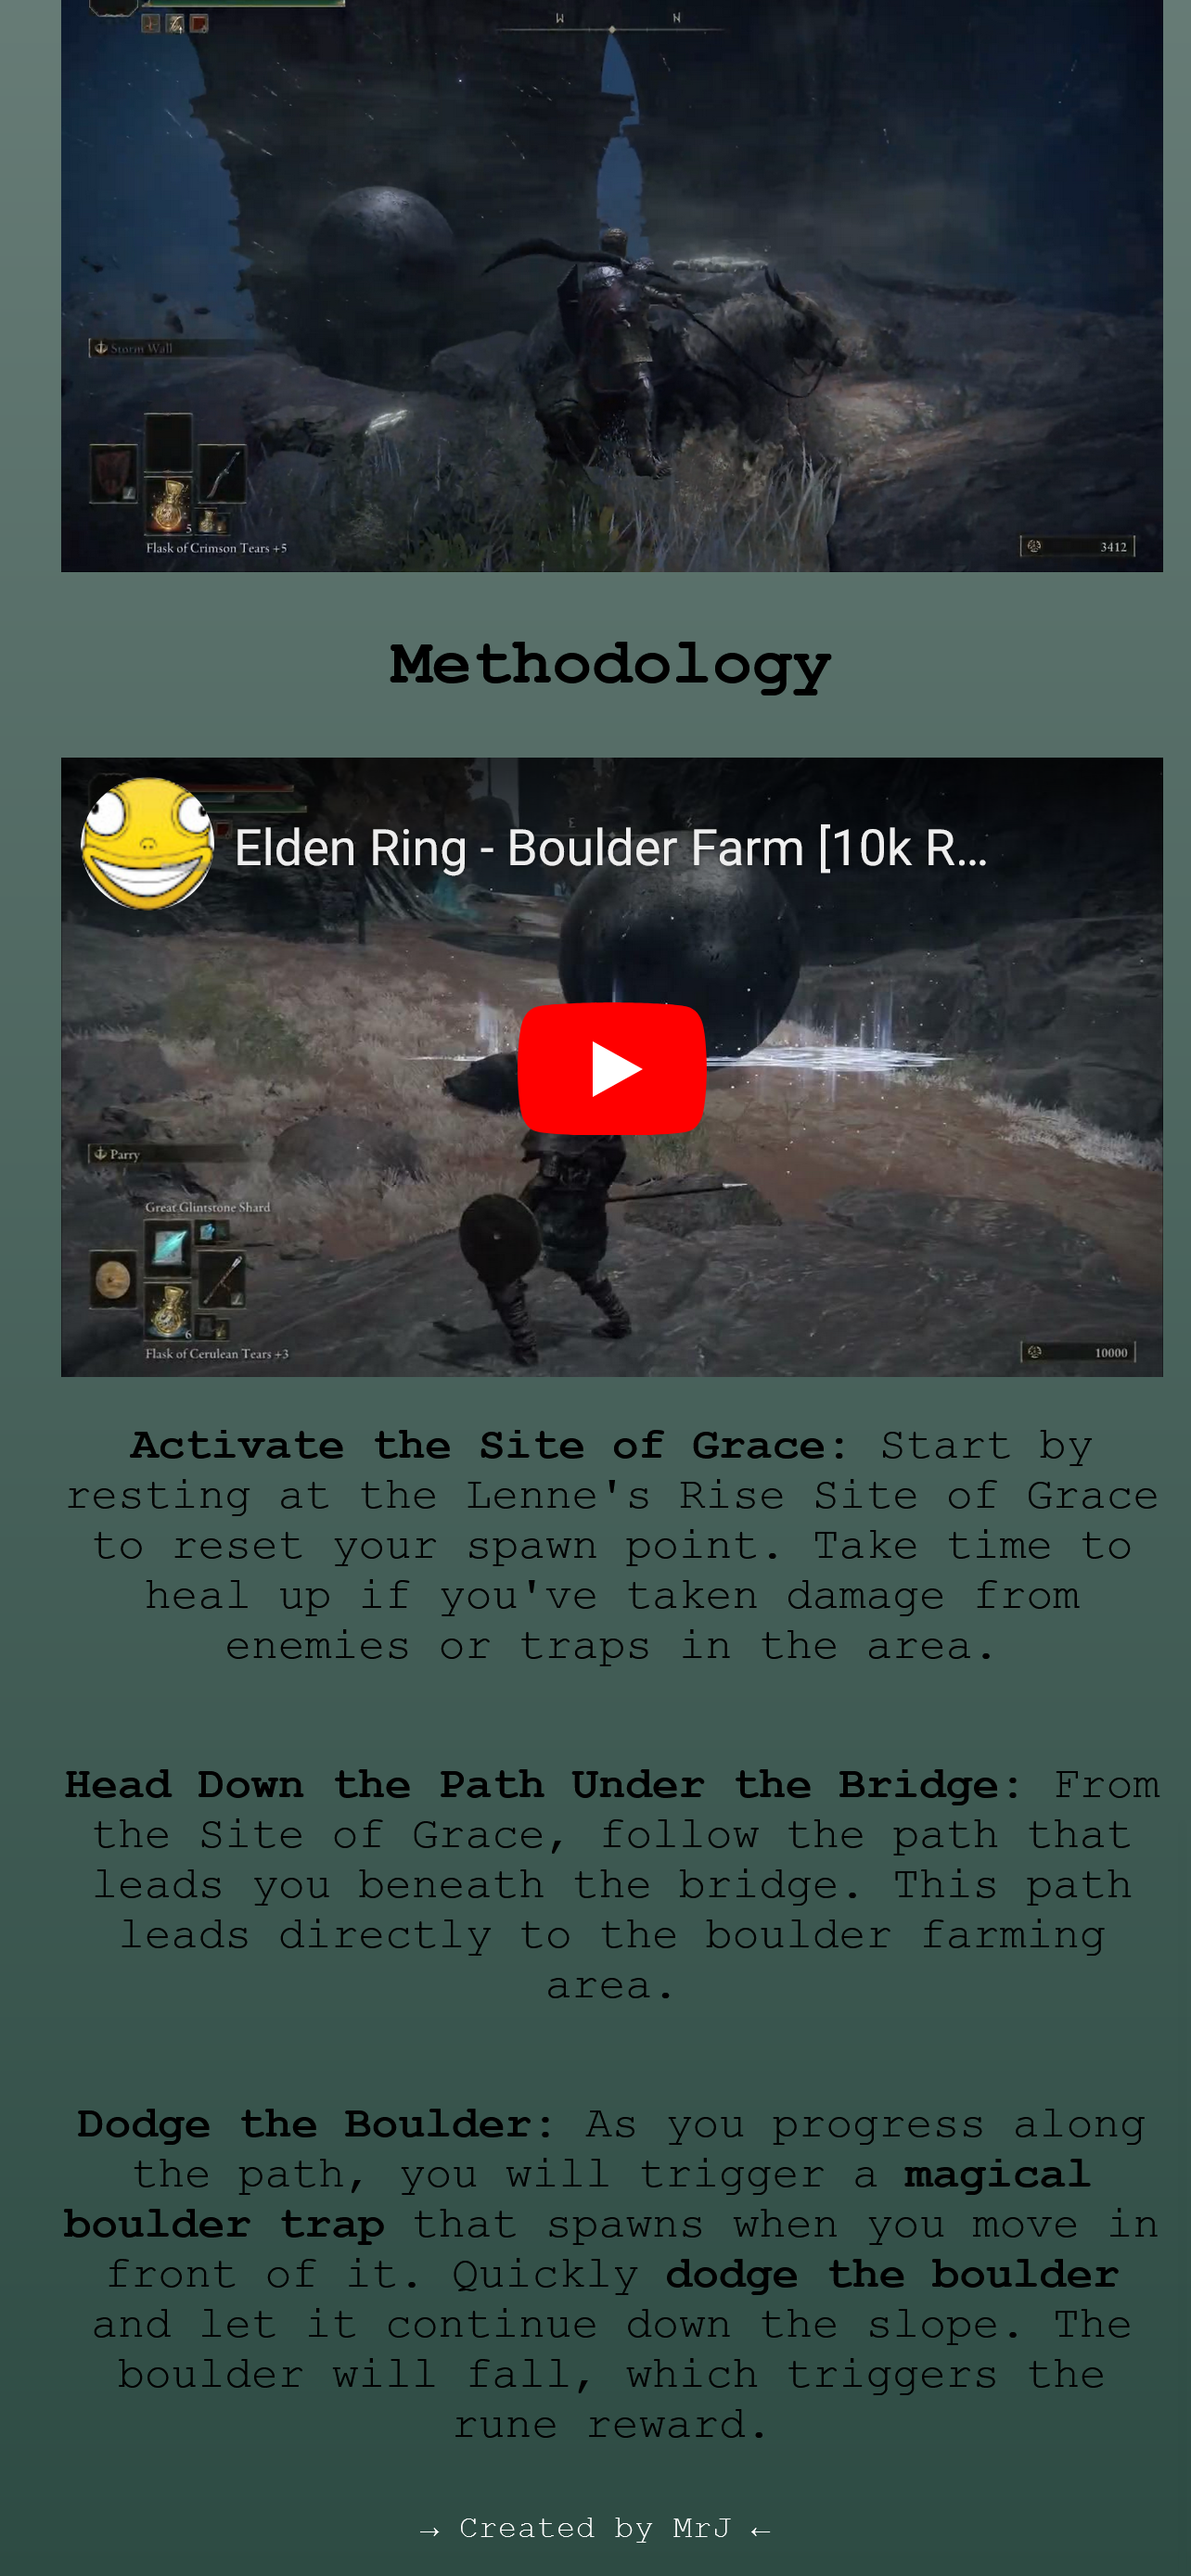 W N
Storm Wall
5
Flask of Crimson Tears +5
3412
Methodology
Elden Ring - Boulder Farm [10k R...
E S
Parry
Great Glintstone Shard
6
Flask of Cerulean Tears +3
10000
Activate the Site of Grace: Start by
resting at the Lenne's Rise Site of Grace
to reset your spawn point. Take time to
heal up if you've taken damage from
enemies or traps in the area.
Head Down the Path Under the Bridge: From
the Site of Grace, follow the path that
leads you beneath the bridge. This path
leads directly to the boulder farming
area.
Dodge the Boulder: As you progress along
the path, you will trigger a magical
boulder trap that spawns when you move in
front of it. Quickly dodge the boulder
and let it continue down the slope. The
boulder will fall, which triggers the
rune reward.
→ Created by MrJ ←